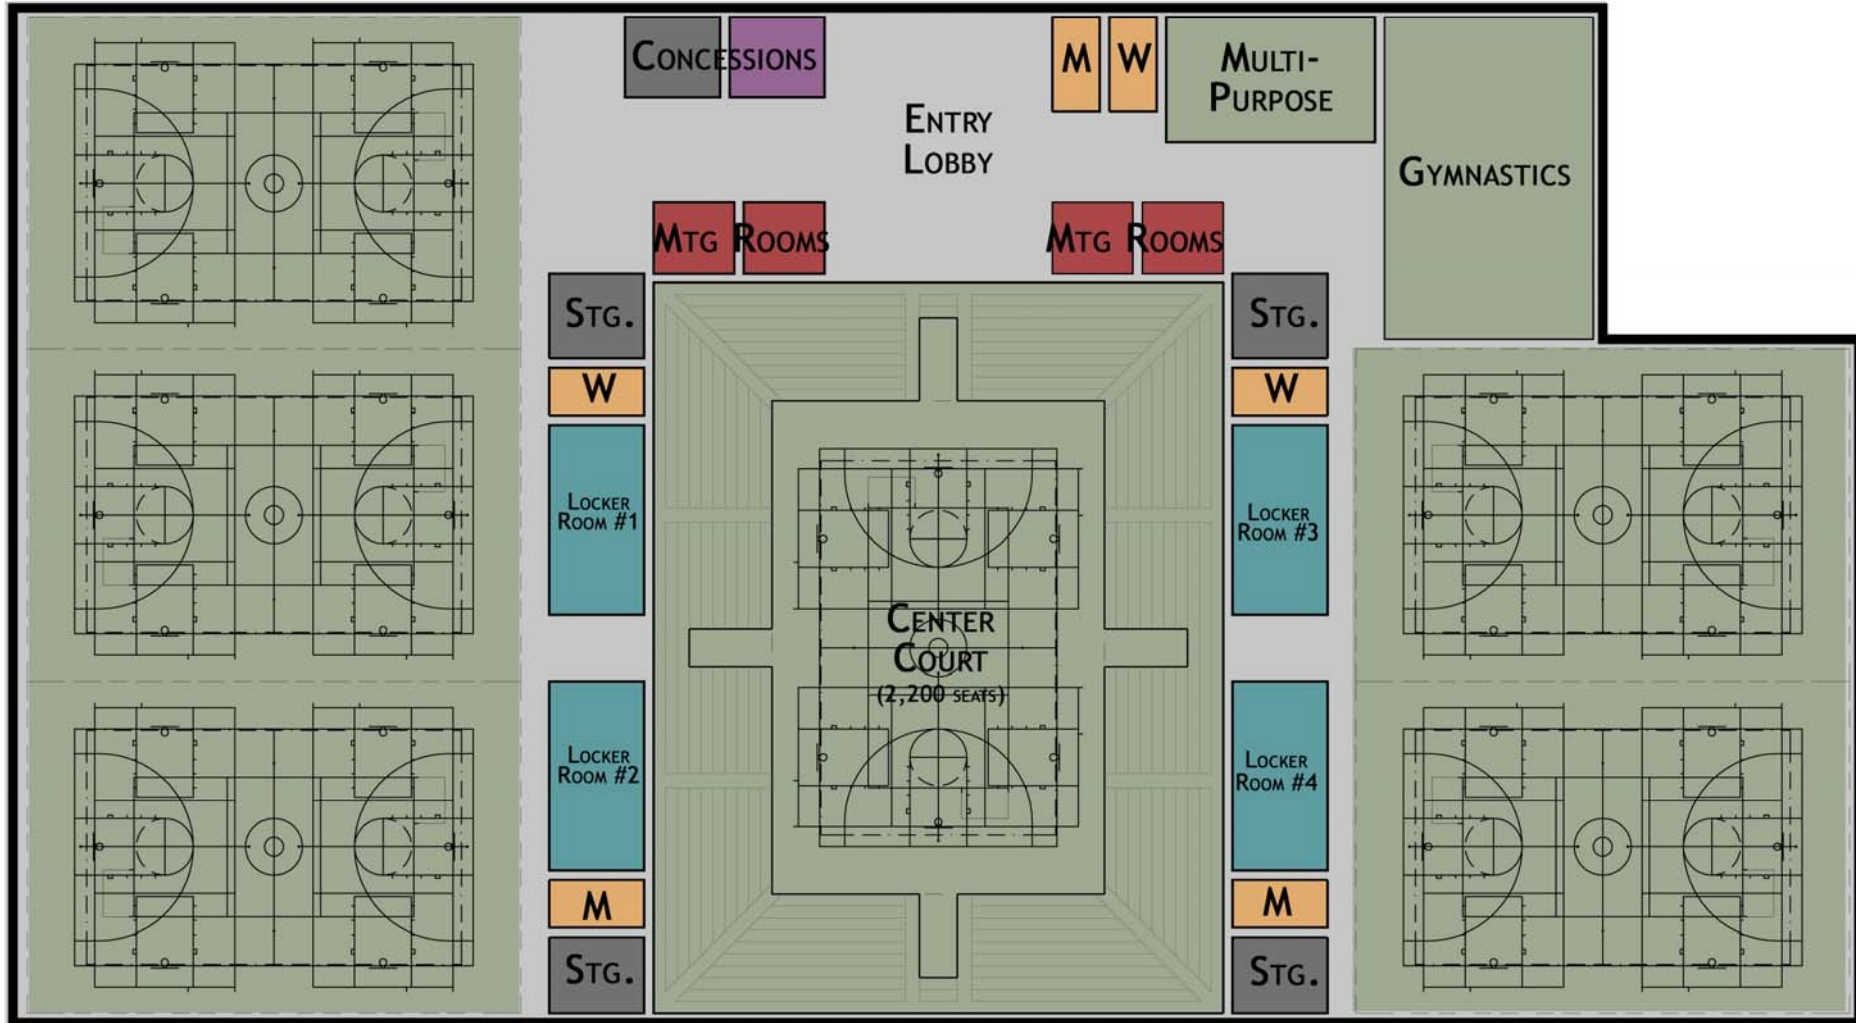 CONCESSIONS
M
W
MULTI-
PURPOSE
ENTRY
LOBBY
GYMNASTICS
MTG ROOMS
MTG ROOMS
STG.
STG.
W
W
LOCKER
ROOM #1
LOCKER
ROOM #3
CENTER
COURT
(2,200 SEATS)
LOCKER
ROOM #2
LOCKER
ROOM #4
M
M
STG.
STG.